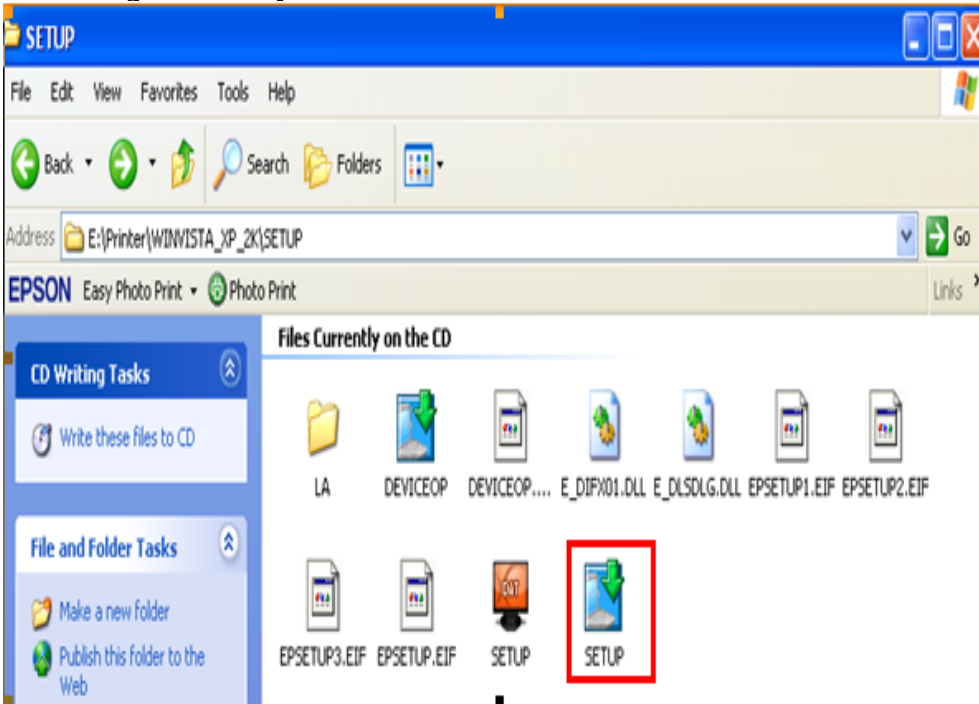 SETUP
File Edit View Favorites Tools Help
Back Search Folders
Address E:\Printer\WINVISTA_XP_2K\SETUP Go
EPSON Easy Photo Print Photo Print Links
Files Currently on the CD
CD Writing Tasks
Write these files to CD
LA DEVICEOP DEVICEOP.... E_DIFX01.DLL E_DLSDLG.DLL EPSETUP1.EIF EPSETUP2.EIF
File and Folder Tasks
Make a new folder
Publish this folder to the
Web
EPSETUP3.EIF EPSETUP.EIF SETUP SETUP